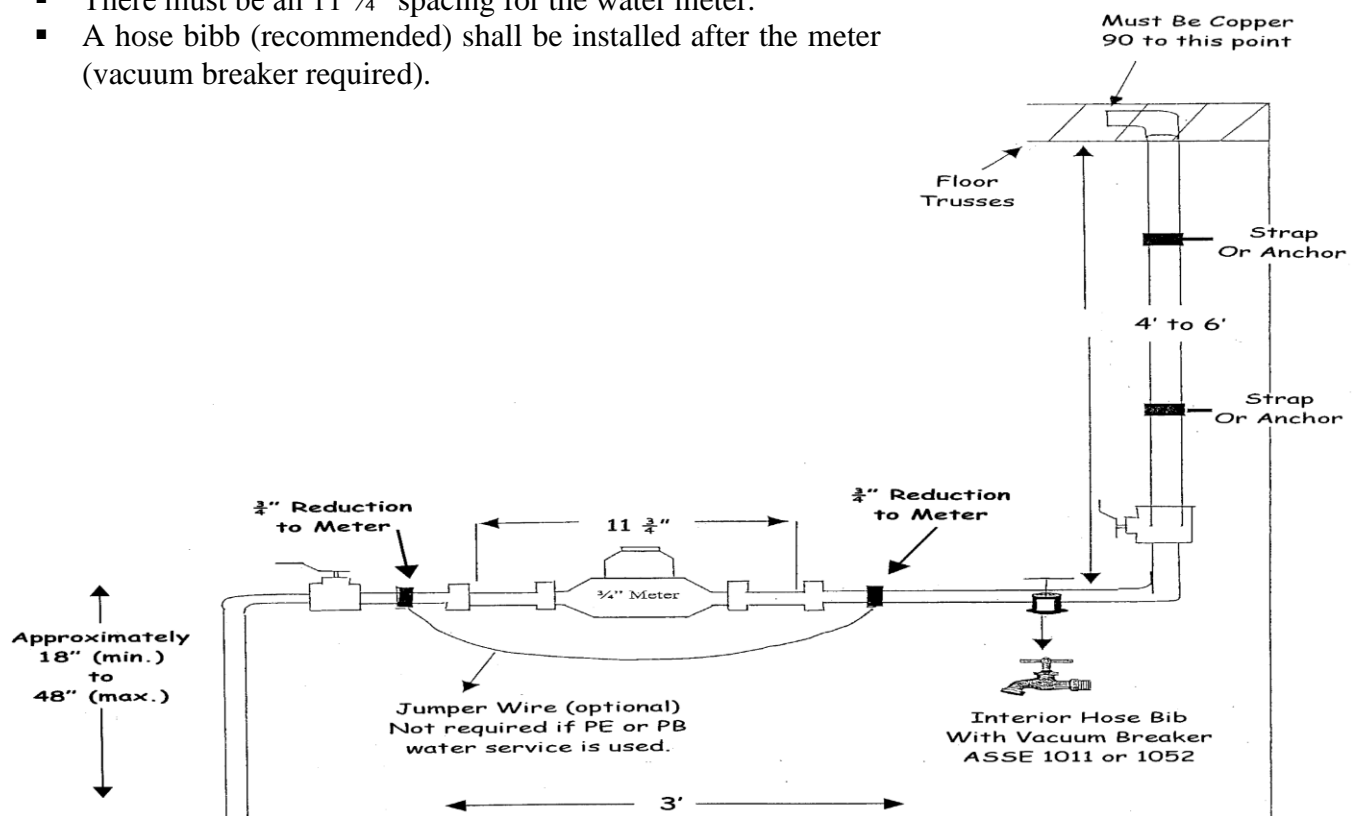 ▪ There must be an 11 ¾” spacing for the water meter.
▪ A hose bibb (recommended) shall be installed after the meter
(vacuum breaker required).
Must Be Copper
90 to this point
Floor
Trusses
Strap
Or Anchor
4' to 6'
Strap
Or Anchor
¾" Reduction
to Meter
11 ¾"
¾" Reduction
to Meter
¾" Meter
Approximately
18" (min.)
to
48" (max.)
Jumper Wire (optional)
Not required if PE or PB
water service is used.
Interior Hose Bib
With Vacuum Breaker
ASSE 1011 or 1052
3'